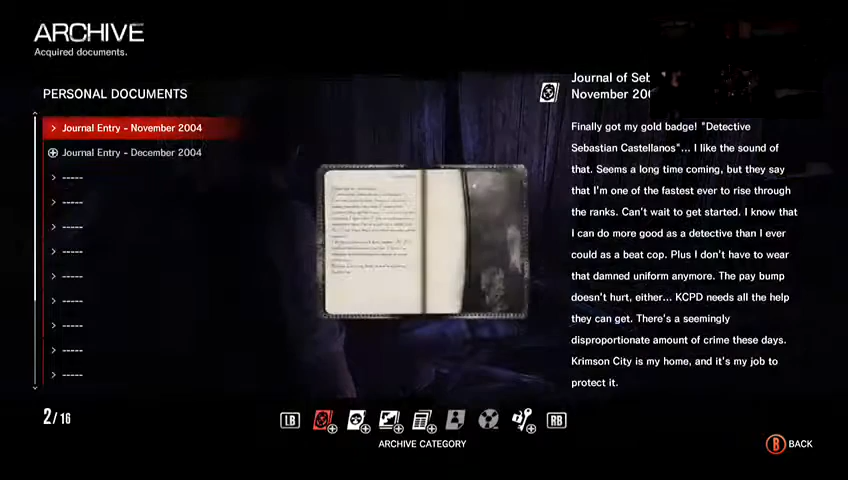 ARCHIVE
Acquired documents.
PERSONAL DOCUMENTS
Journal Entry - November 2004
Journal Entry - December 2004
-----
-----
-----
-----
-----
-----
-----
-----
-----
2/16
Journal of
November
Finally got my gold badge! "Detective
Sebastian Castellanos"... I like the sound of
that. Seems a long time coming, but they say
that I'm one of the fastest ever to rise through
the ranks. Can't wait to get started. I know that
I can do more good as a detective than I ever
could as a beat cop. Plus I don't have to wear
that damned uniform anymore. The pay bump
doesn't hurt, either... KCPD needs all the help
they can get. There's a seemingly
disproportionate amount of crime these days.
Krimson City is my home, and it's my job to
protect it.
LB
RB
ARCHIVE CATEGORY
B BACK